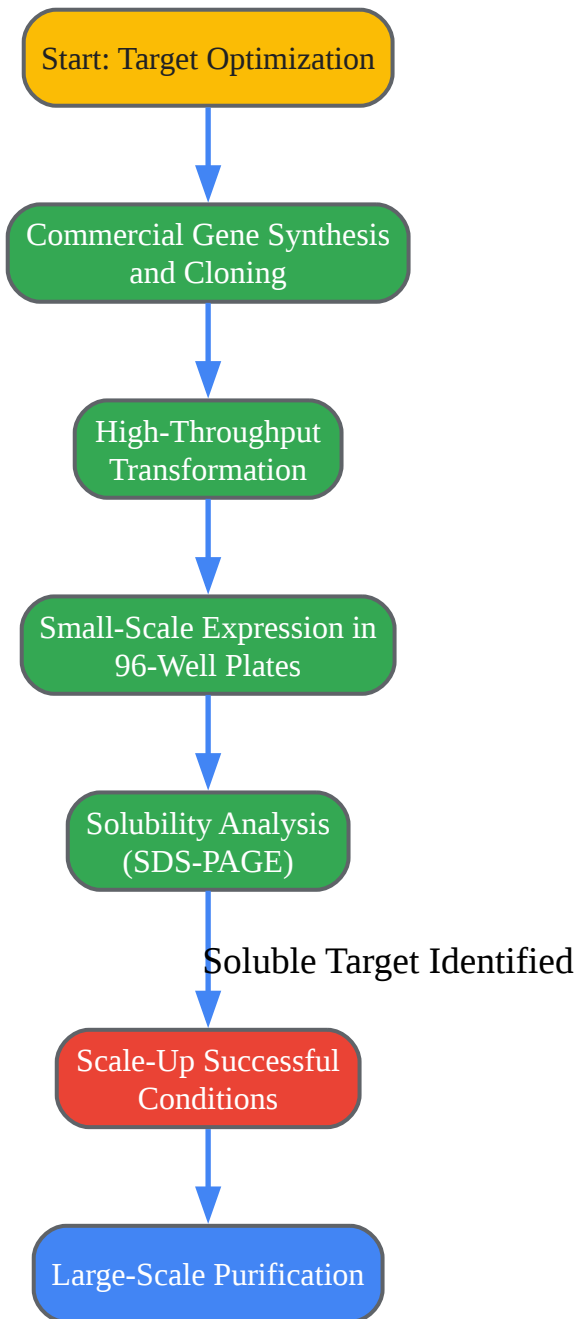 Start: Target Optimization
Commercial Gene Synthesis
and Cloning
High-Throughput
Transformation
Small-Scale Expression in
96-Well Plates
Solubility Analysis
(SDS-PAGE)
Soluble Target Identified
Scale-Up Successful
Conditions
Large-Scale Purification